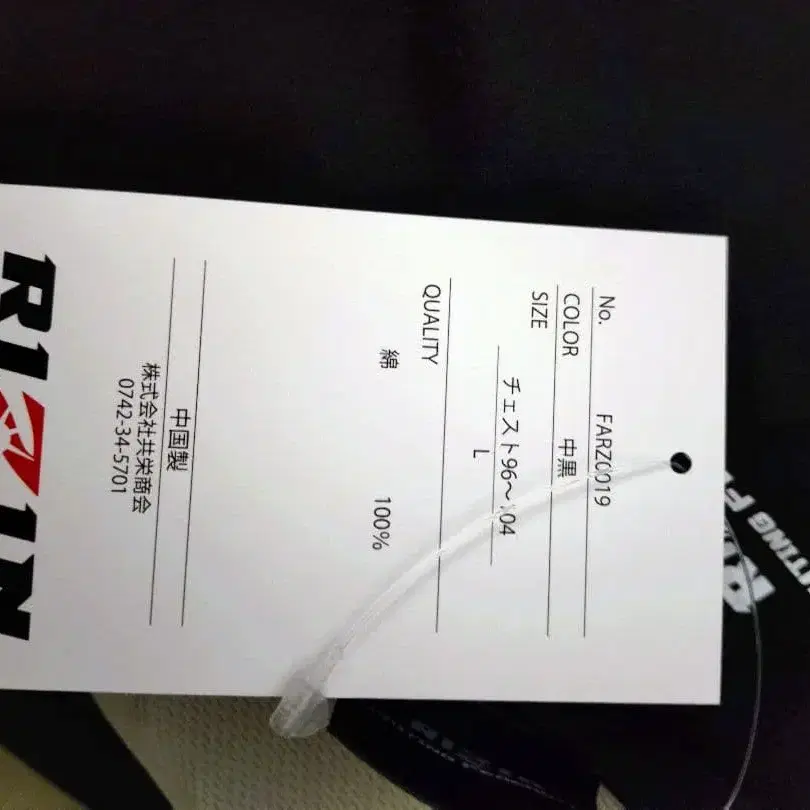 No. FARZ0019
COLOR 中黒
SIZE
チェスト96〜104
L
QUALITY
綿 100%
中国製
株式会社共栄商会
0742-34-5701
RIZIN